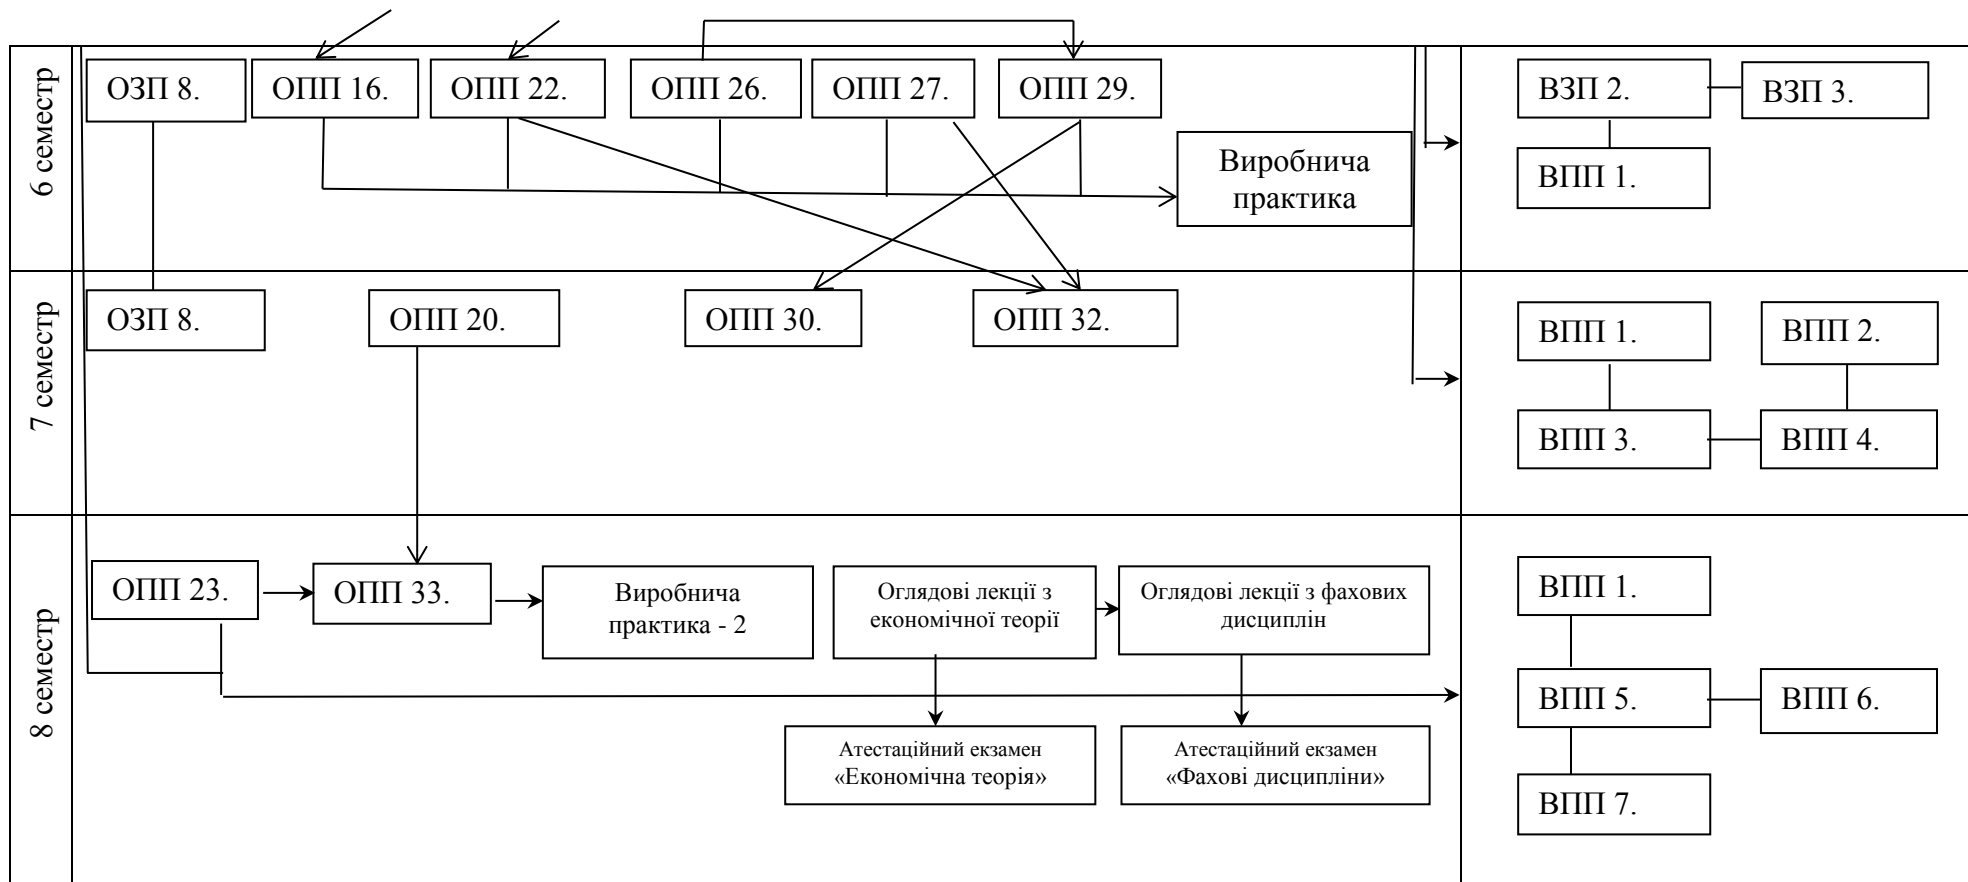 6 семестр
ОЗП 8.
ОПП 16.
ОПП 22.
ОПП 26.
ОПП 27.
ОПП 29.
Виробнича
практика
ВЗП 2.
ВЗП 3.
ВПП 1.
7 семестр
ОЗП 8.
ОПП 20.
ОПП 30.
ОПП 32.
ВПП 1.
ВПП 2.
ВПП 3.
ВПП 4.
8 семестр
ОПП 23.
ОПП 33.
Виробнича
практика - 2
Оглядові лекції з
економічної теорії
Оглядові лекції з фахових
дисциплін
Атестаційний екзамен
«Економічна теорія»
Атестаційний екзамен
«Фахові дисципліни»
ВПП 1.
ВПП 5.
ВПП 6.
ВПП 7.